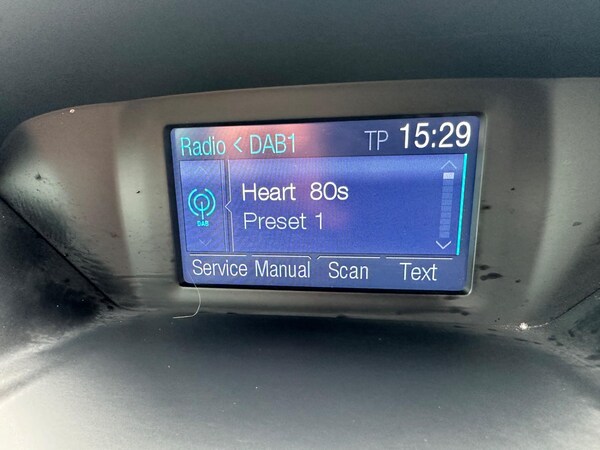 Radio < DAB1 TP 15:29
Heart 80s
DAB
Preset 1
Service Manual Scan Text